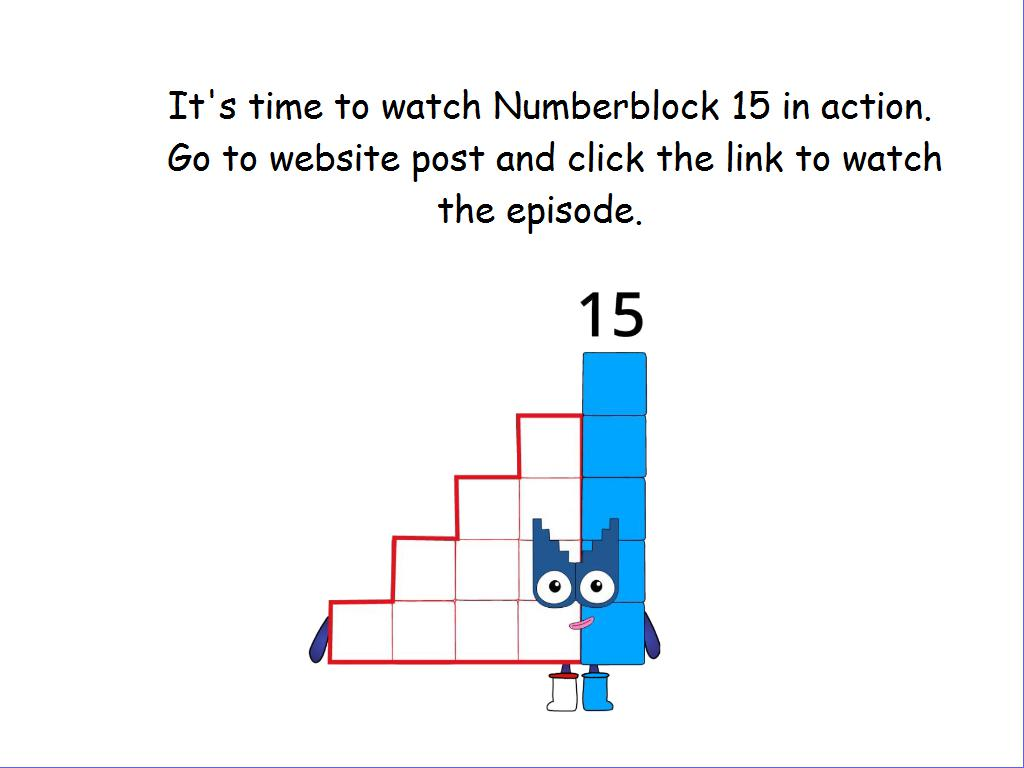 It's time to watch Numberblock 15 in action.
Go to website post and click the link to watch
the episode.
15